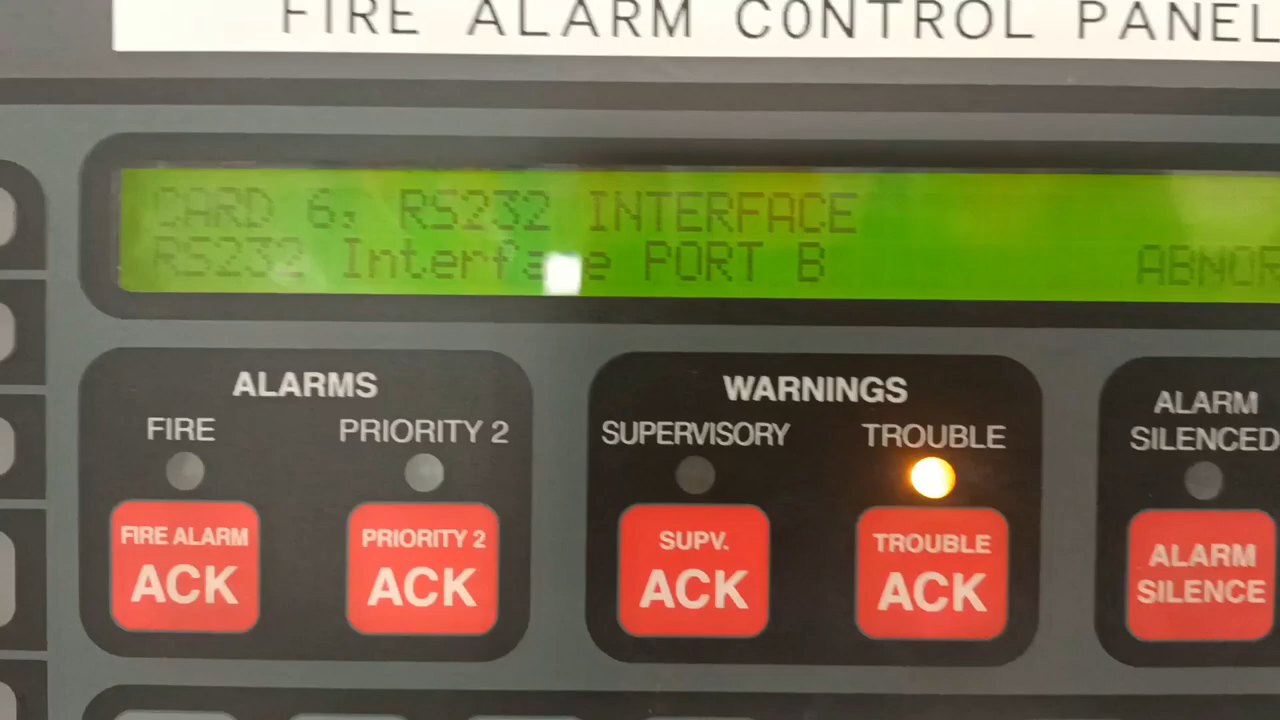 FIRE ALARM CONTROL PANEL
CARD 6, RS232 INTERFACE
RS232 Interface PORT B ABNOR
ALARMS
FIRE
PRIORITY 2
FIRE ALARM
ACK
PRIORITY 2
ACK
WARNINGS
SUPERVISORY
TROUBLE
SUPV.
ACK
TROUBLE
ACK
ALARM
SILENCED
ALARM
SILENCE